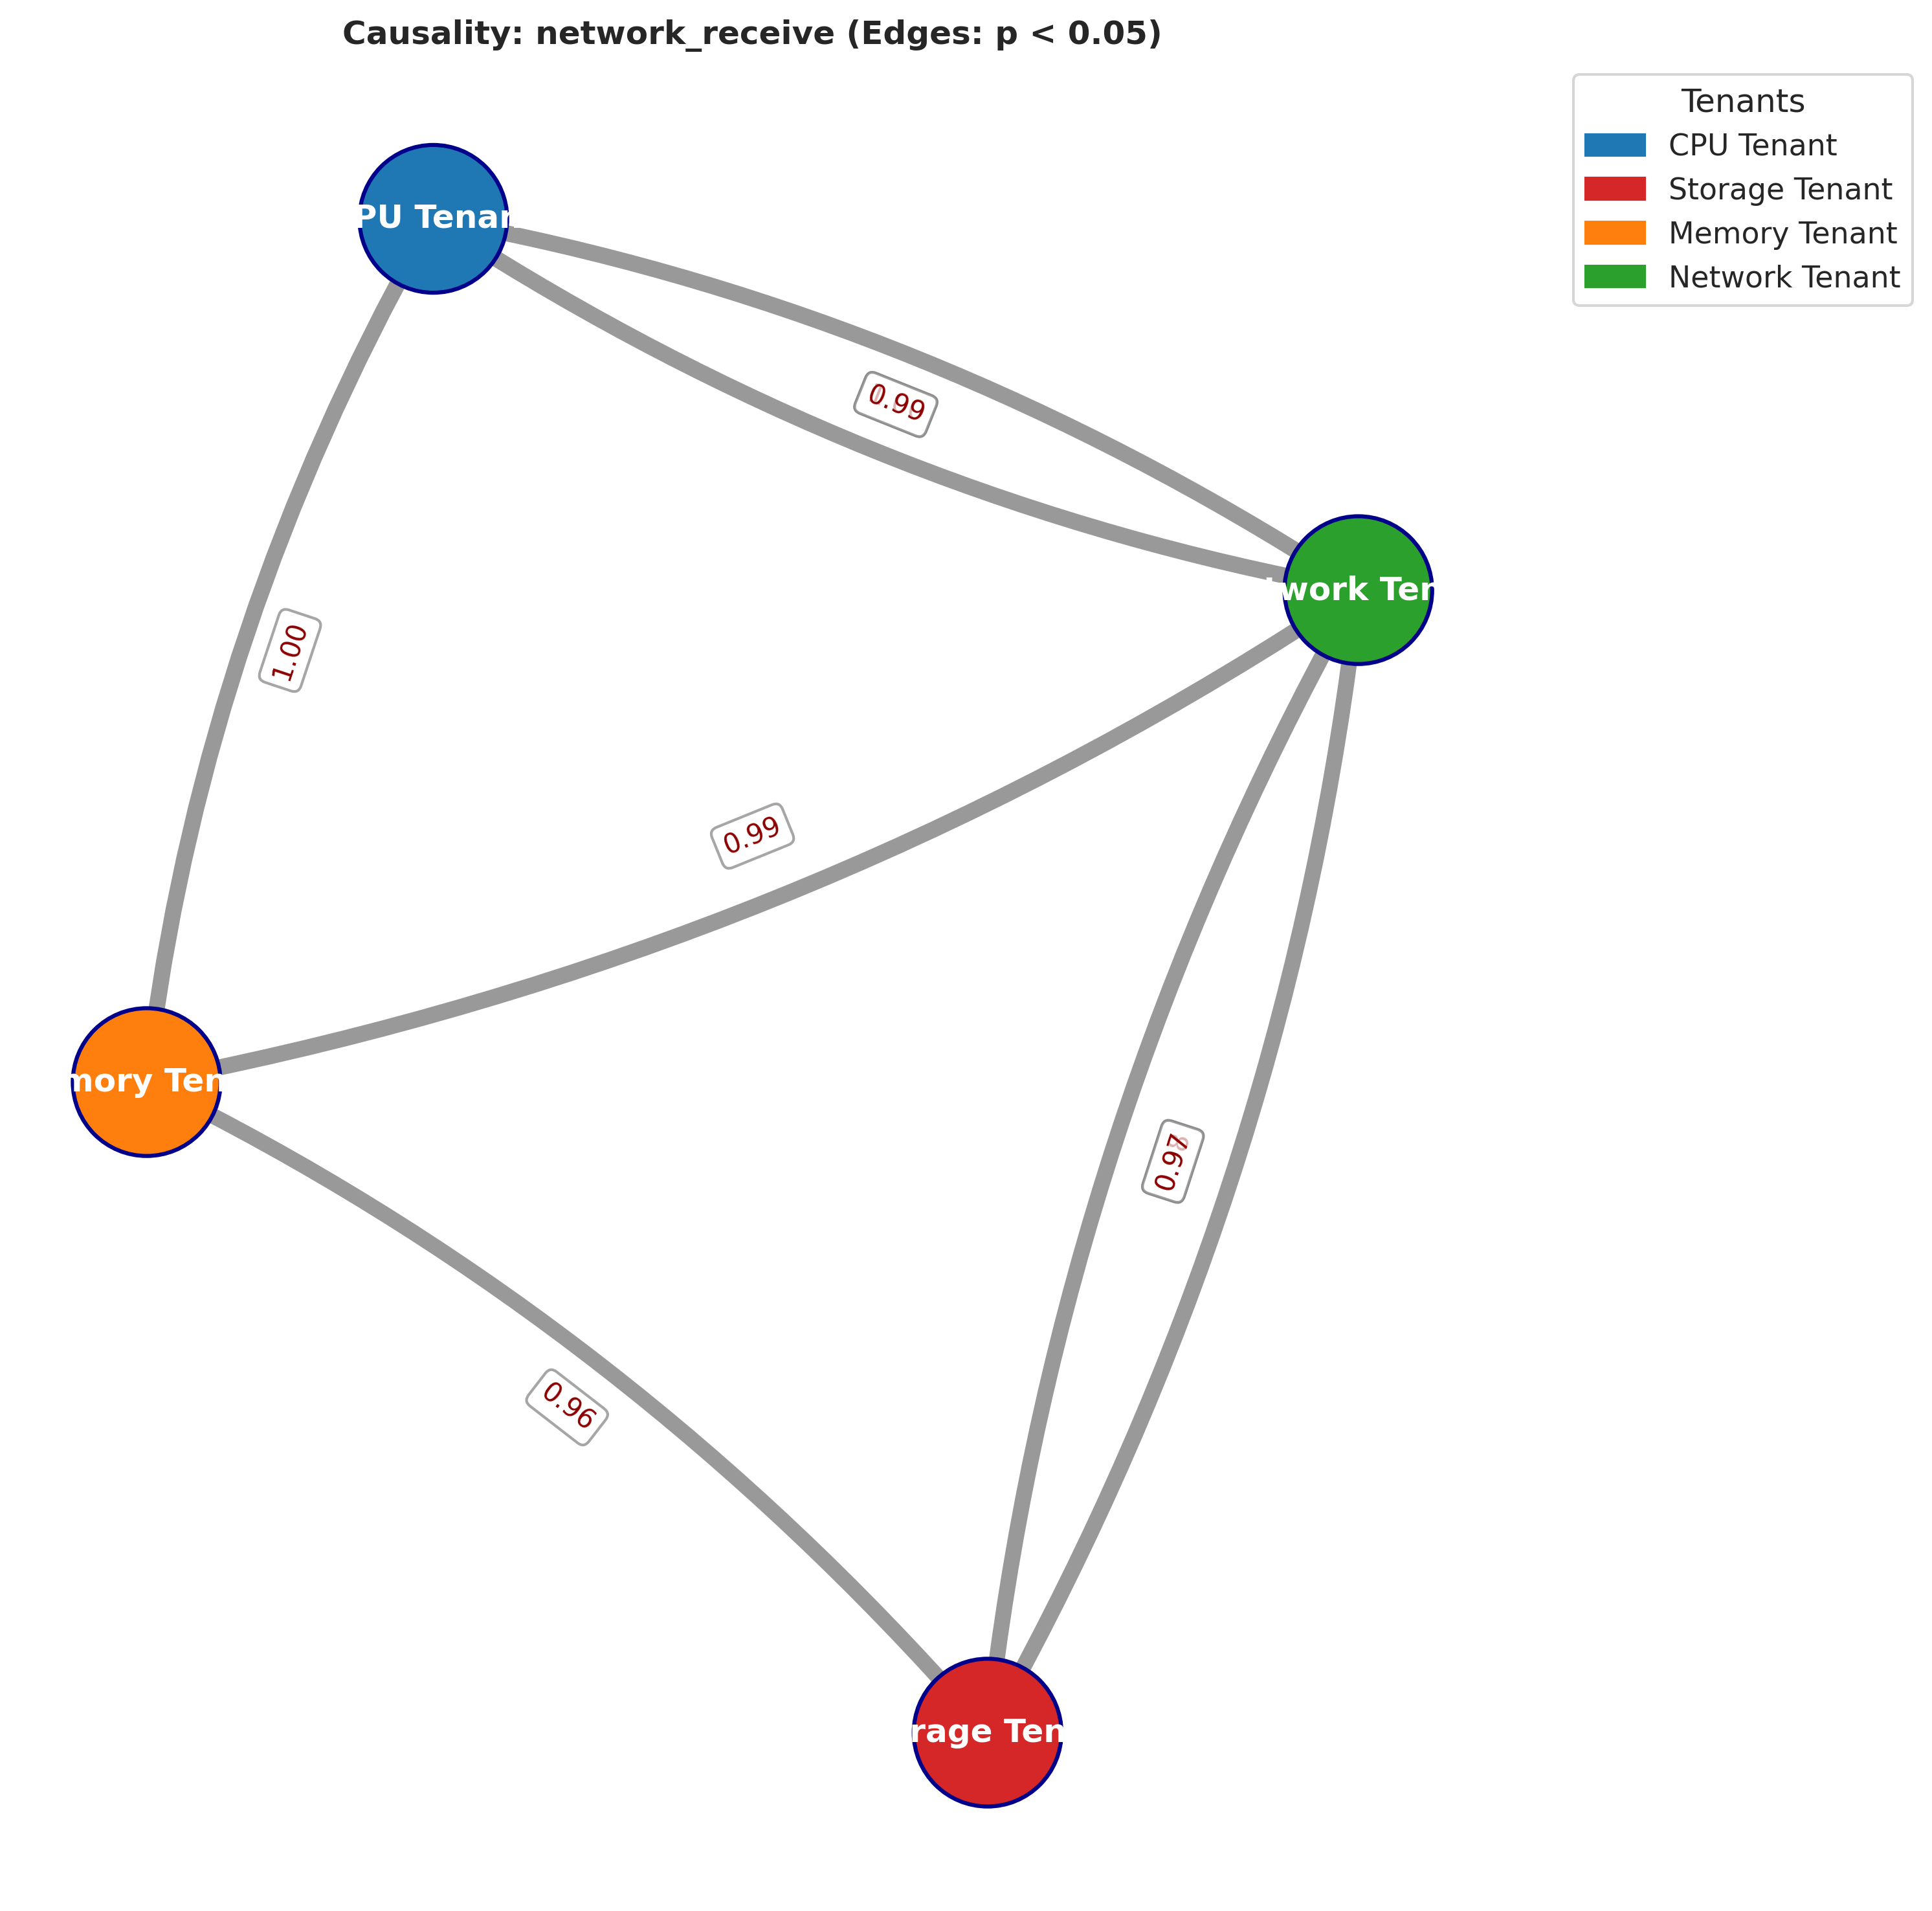 Causality: network_receive (Edges: p < 0.05)
Tenants
CPU Tenant
Storage Tenant
Memory Tenant
Network Tenant
PU Tenan
0.99
twork Ten
1.00
0.99
mory Ten
0.97
0.96
rage Ten